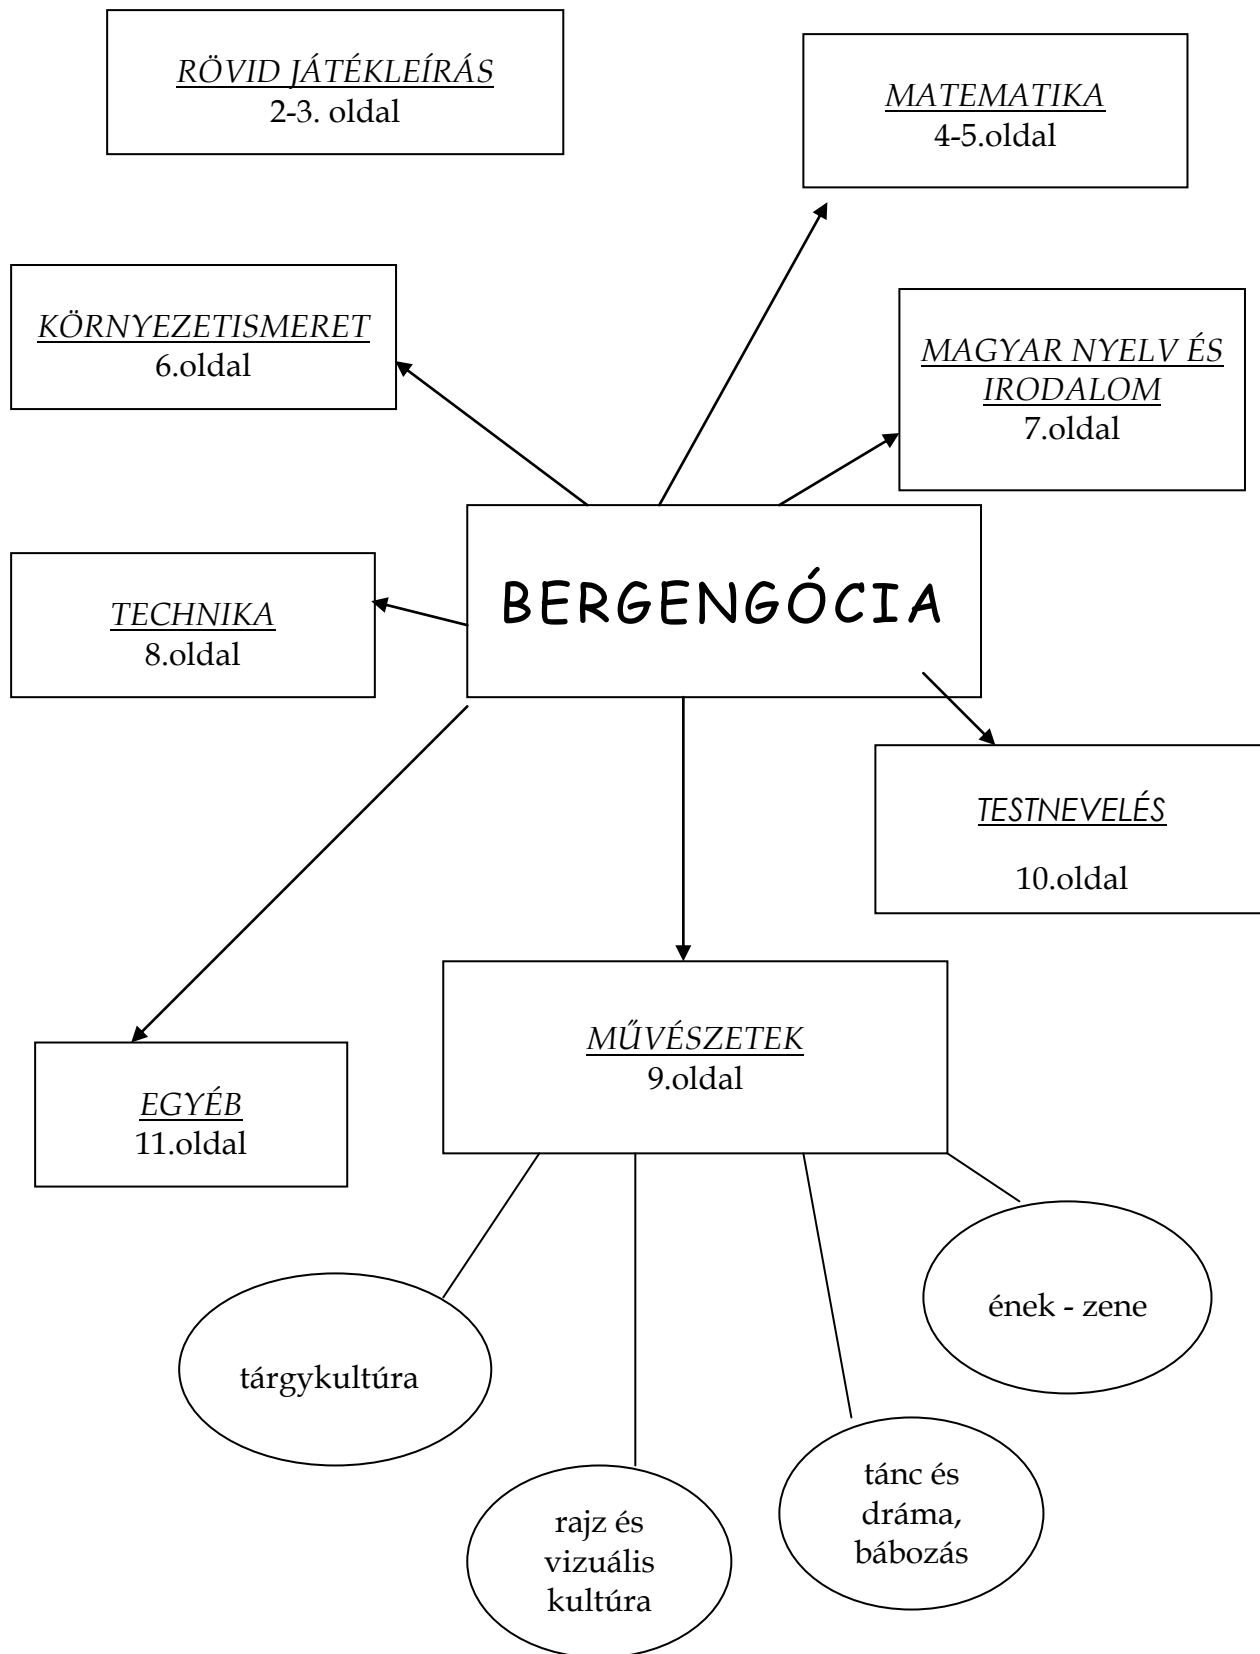 RÖVID JÁTÉKLEÍRÁS
2-3. oldal
MATEMATIKA
4-5.oldal
KÖRNYEZETISMERET
6.oldal
MAGYAR NYELV ÉS
IRODALOM
7.oldal
BERGENGÓCIA
TECHNIKA
8.oldal
TESTNEVELÉS
10.oldal
MŰVÉSZETEK
9.oldal
EGYÉB
11.oldal
ének - zene
tárgykultúra
tánc és
dráma,
bábozás
rajz és
vizuális
kultúra